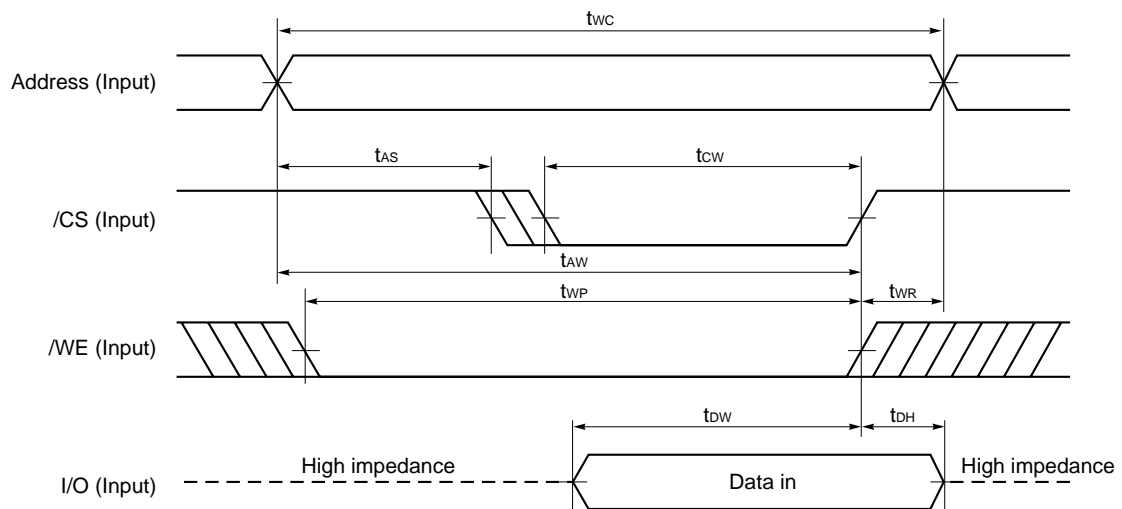 tWC
Address (Input)
tAS
tCW
/CS (Input)
tAW
tWP
tWR
/WE (Input)
tDW
tDH
High impedance
High impedance
I/O (Input)
Data in